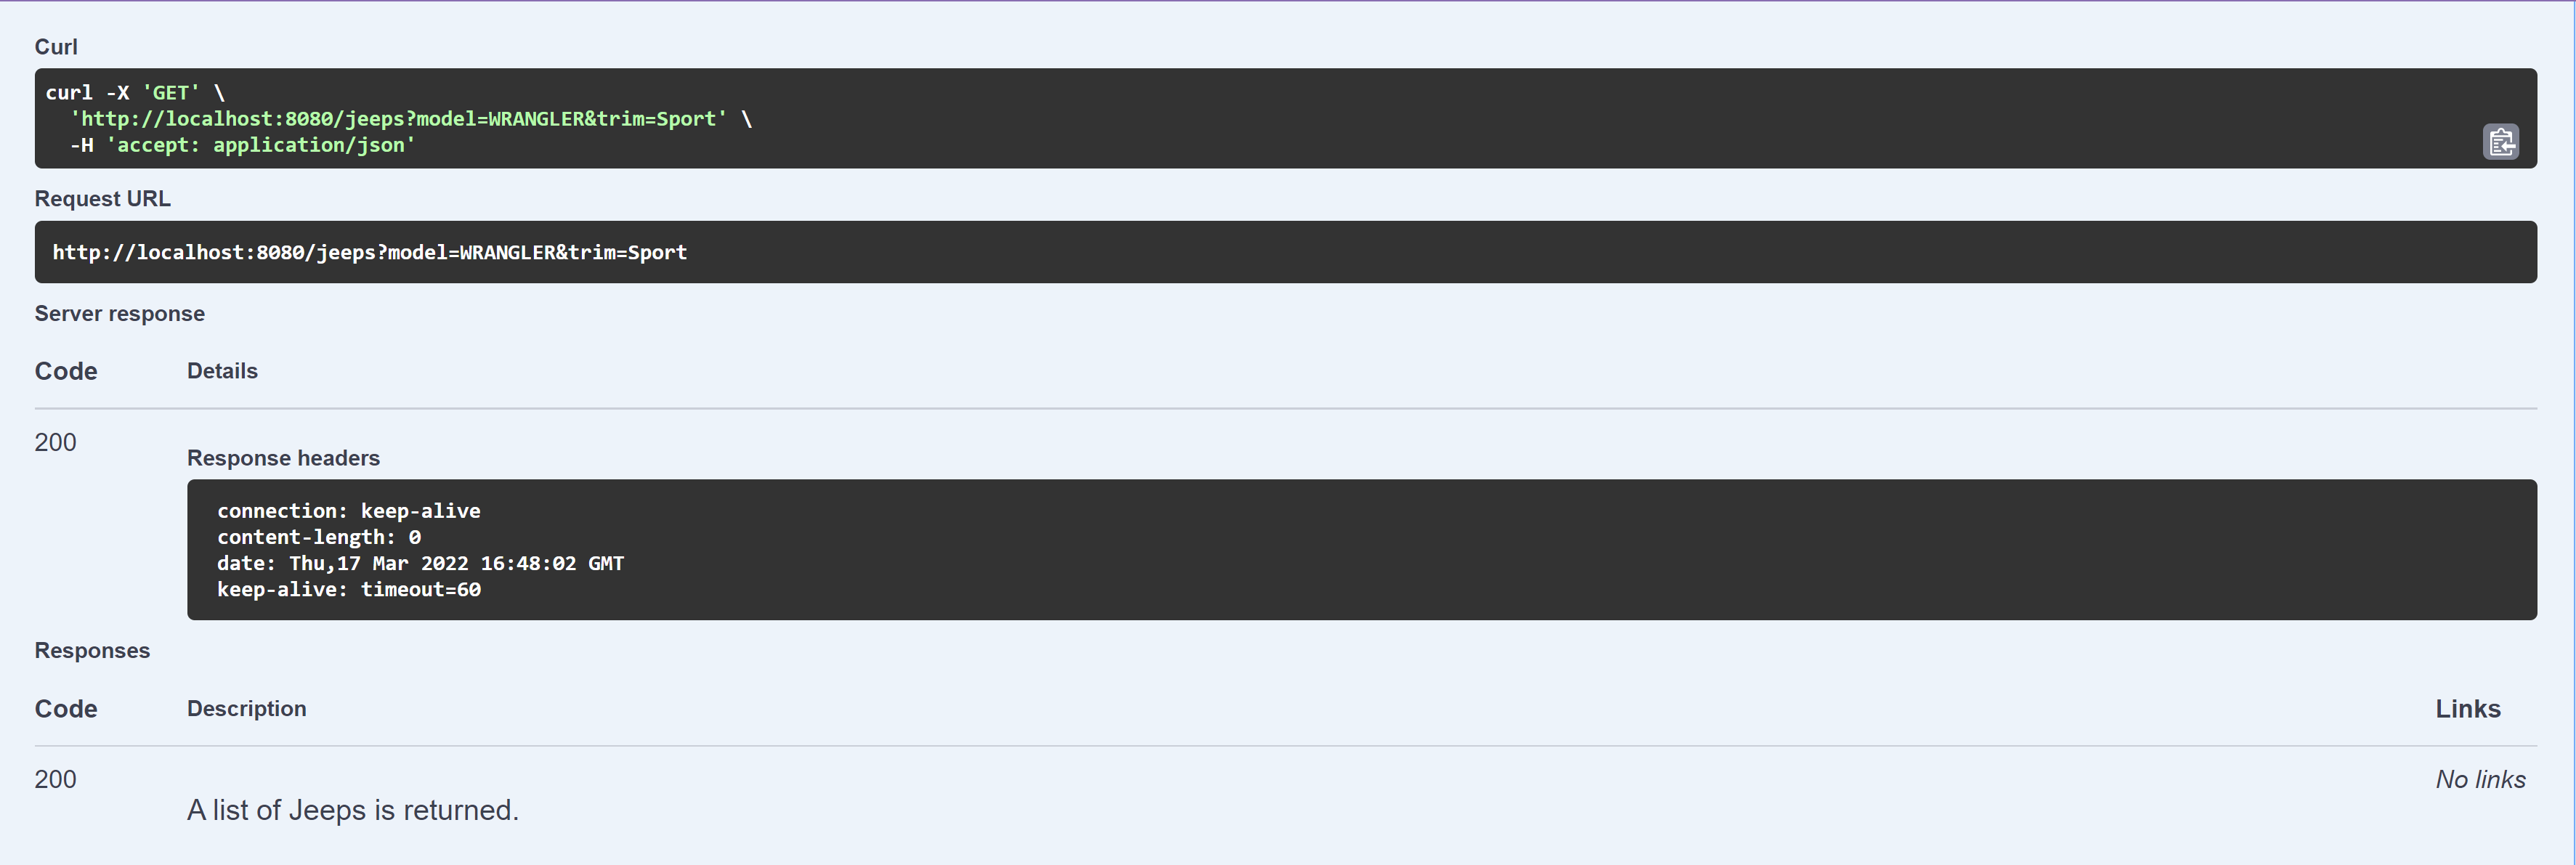 Curl
curl -X 'GET' \
'http://localhost:8080/jeeps?model=WRANGLER&trim=Sport' \
-H 'accept: application/json'
Request URL
http://localhost:8080/jeeps?model=WRANGLER&trim=Sport
Server response
Code Details
200
Response headers
connection: keep-alive
content-length: 0
date: Thu,17 Mar 2022 16:48:02 GMT
keep-alive: timeout=60
Responses
Code Description Links
200 No links
A list of Jeeps is returned.